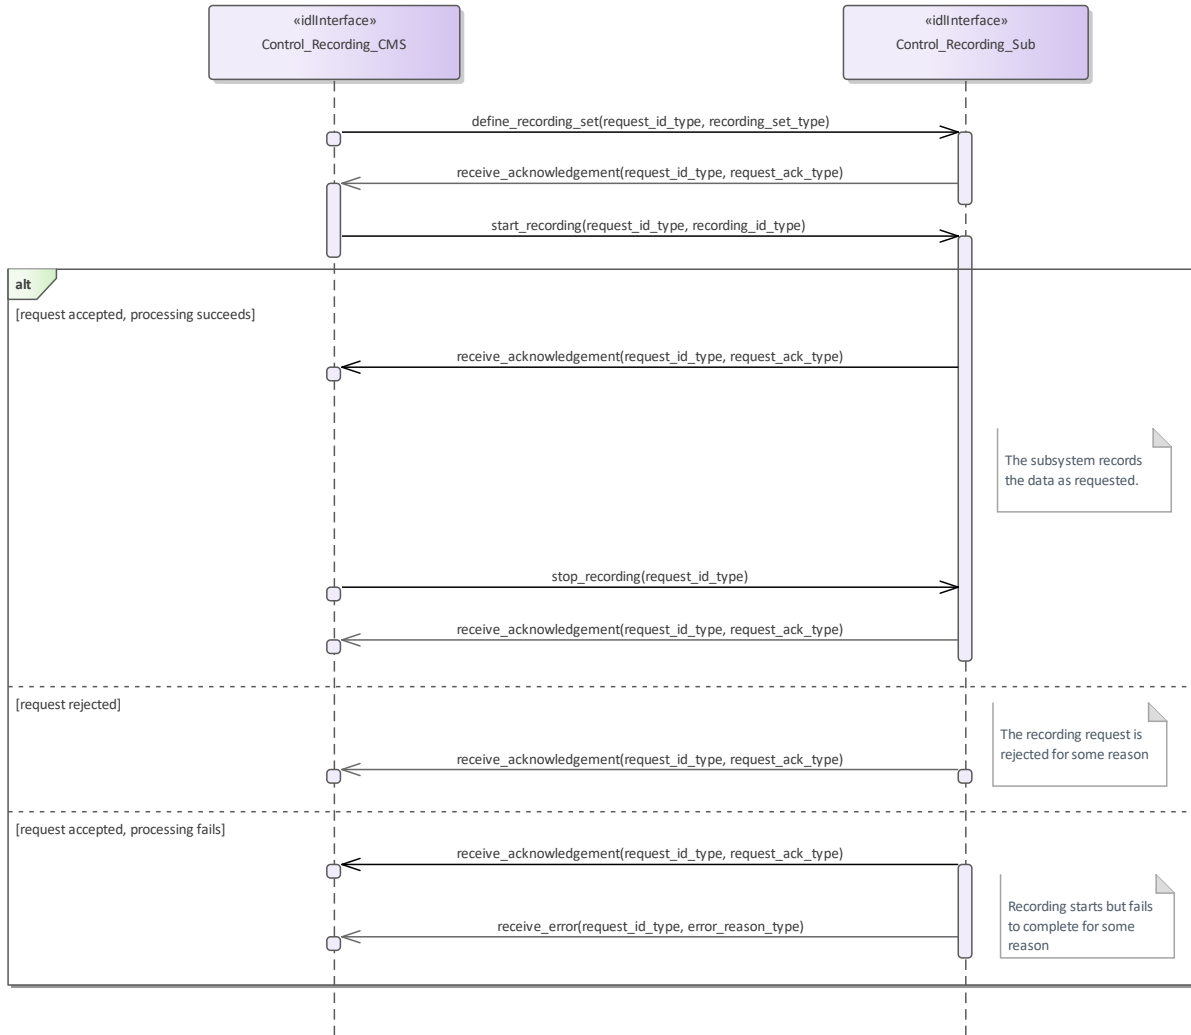 «idlInterface»
Control_Recording_CMS
«idlInterface»
Control_Recording_Sub
define_recording_set(request_id_type, recording_set_type)
receive_acknowledgement(request_id_type, request_ack_type)
start_recording(request_id_type, recording_id_type)
alt
[request accepted, processing succeeds]
receive_acknowledgement(request_id_type, request_ack_type)
The subsystem records
the data as requested.
stop_recording(request_id_type)
receive_acknowledgement(request_id_type, request_ack_type)
[request rejected]
The recording request is
rejected for some reason
receive_acknowledgement(request_id_type, request_ack_type)
[request accepted, processing fails]
receive_acknowledgement(request_id_type, request_ack_type)
Recording starts but fails
to complete for some
reason
receive_error(request_id_type, error_reason_type)